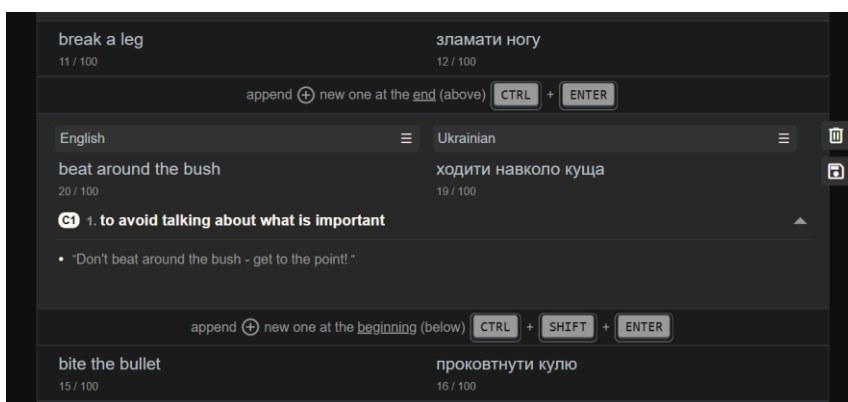 break a leg зламати ногу
11 / 100 12 / 100
append ⊕ new one at the end (above) CTRL + ENTER
English ☰ Ukrainian ☰
beat around the bush ходити навколо куща
20 / 100 19 / 100
C1 1. to avoid talking about what is important
• "Don't beat around the bush - get to the point! "
append ⊕ new one at the beginning (below) CTRL + SHIFT + ENTER
bite the bullet проковтнути кулю
15 / 100 16 / 100